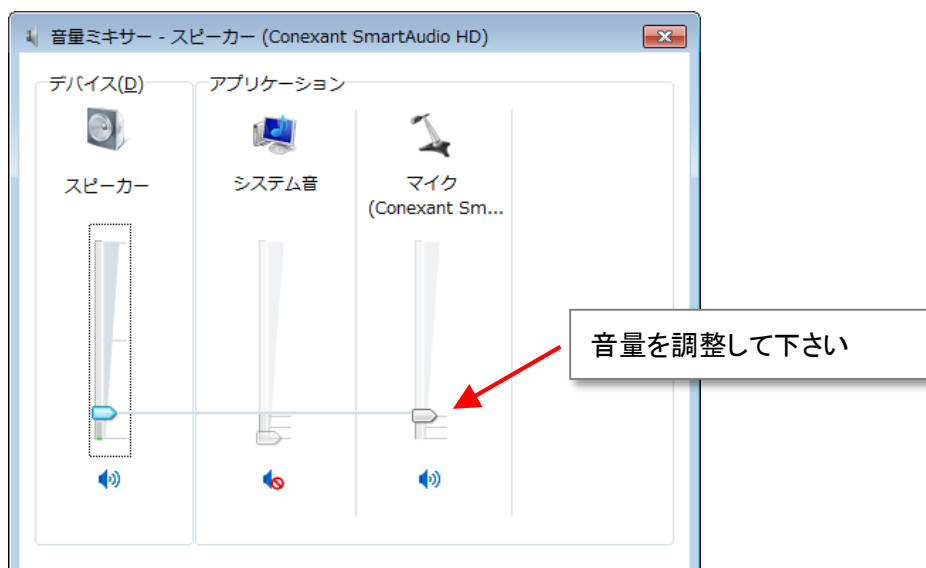 音量ミキサー - スピーカー (Conexant SmartAudio HD)
デバイス(D)
アプリケーション
スピーカー
システム音
マイク
(Conexant Sm...
音量を調整して下さい